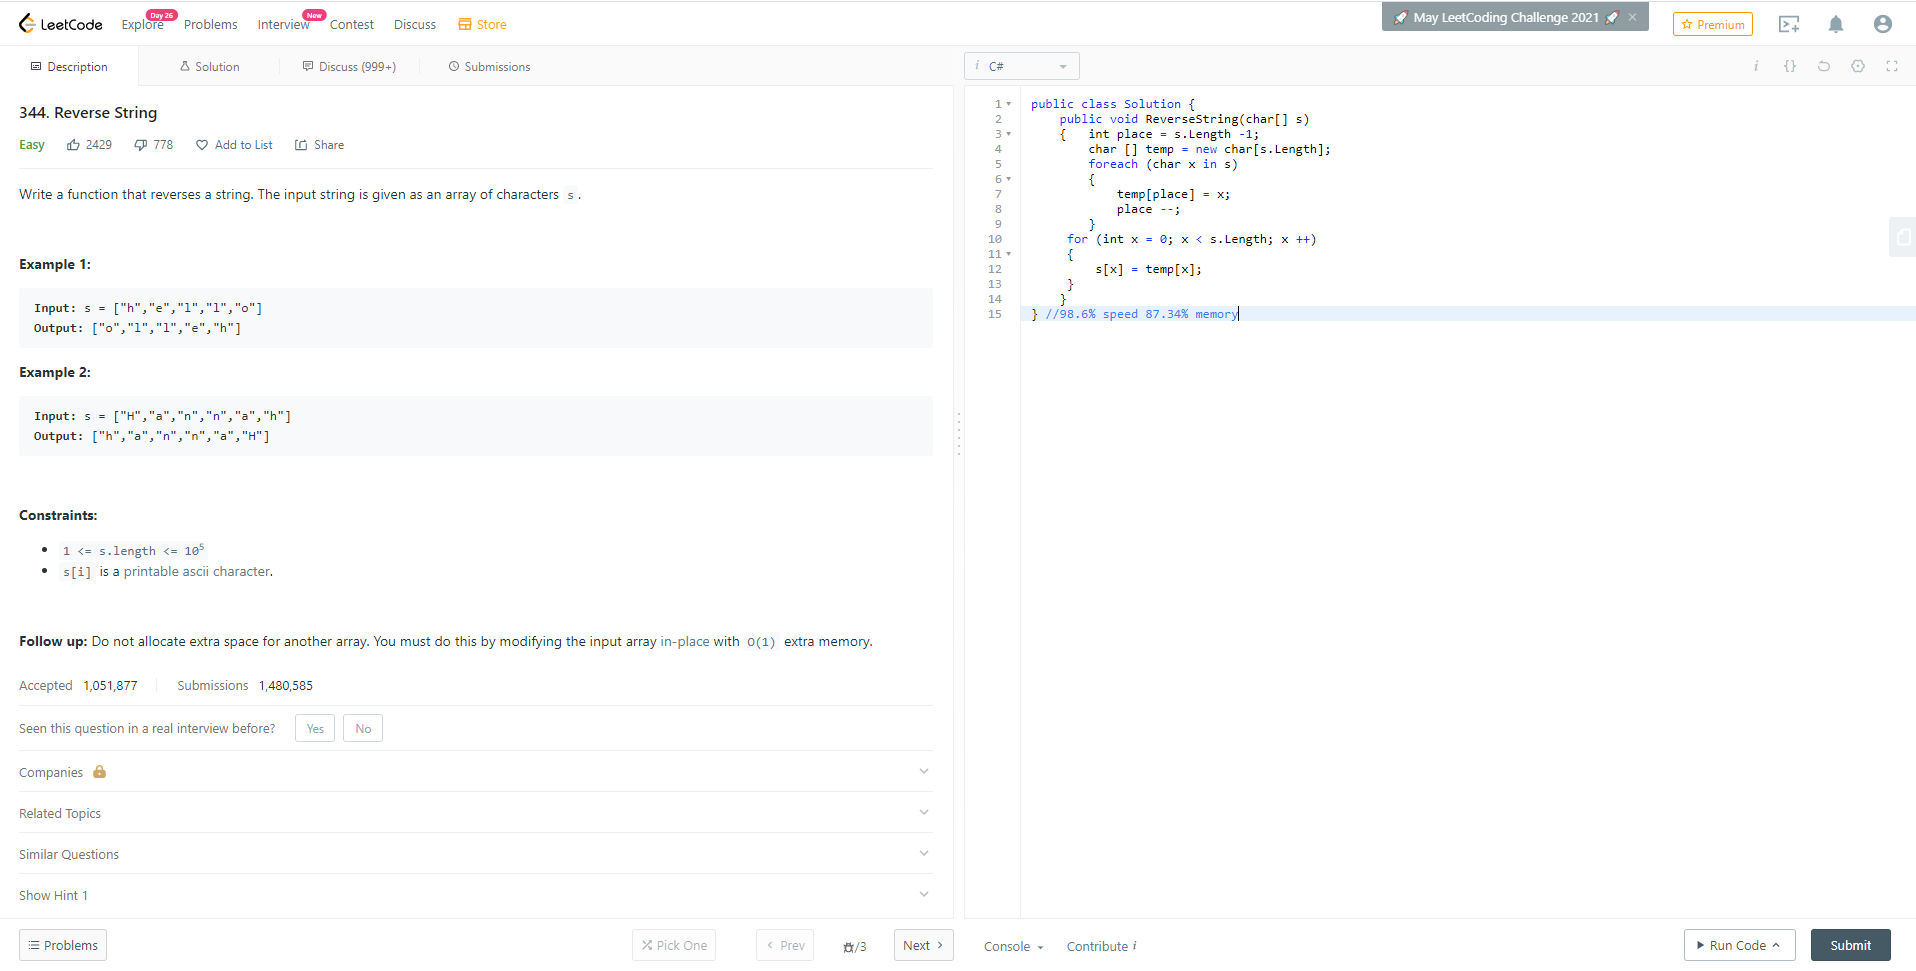 LeetCode
Explore
Day 26
Problems
Interview
New
Contest
Discuss
Store
🚀 May LeetCoding Challenge 2021 🚀 ×
Premium
Description
Solution
Discuss (999+)
Submissions
344. Reverse String
Easy
2429
778
Add to List
Share
Write a function that reverses a string. The input string is given as an array of characters s.
Example 1:
Input: s = ["h","e","l","l","o"]
Output: ["o","l","l","e","h"]
Example 2:
Input: s = ["H","a","n","n","a","h"]
Output: ["h","a","n","n","a","H"]
Constraints:
• 1 <= s.length <= 10⁵
• s[i] is a printable ascii character.
Follow up: Do not allocate extra space for another array. You must do this by modifying the input array in-place with O(1) extra memory.
Accepted 1,051,877
Submissions 1,480,585
Seen this question in a real interview before?
Yes
No
Companies
Related Topics
Similar Questions
Show Hint 1
Problems
Pick One
< Prev
/3
Next >
i C#
i {}
1 public class Solution {
2     public void ReverseString(char[] s)
3     {   int place = s.Length -1;
4         char [] temp = new char[s.Length];
5         foreach (char x in s)
6         {
7             temp[place] = x;
8             place --;
9         }
10      for (int x = 0; x < s.Length; x ++)
11      {
12          s[x] = temp[x];
13      }
14     }
15 } //98.6% speed 87.34% memory
Console
Contribute i
Run Code
Submit